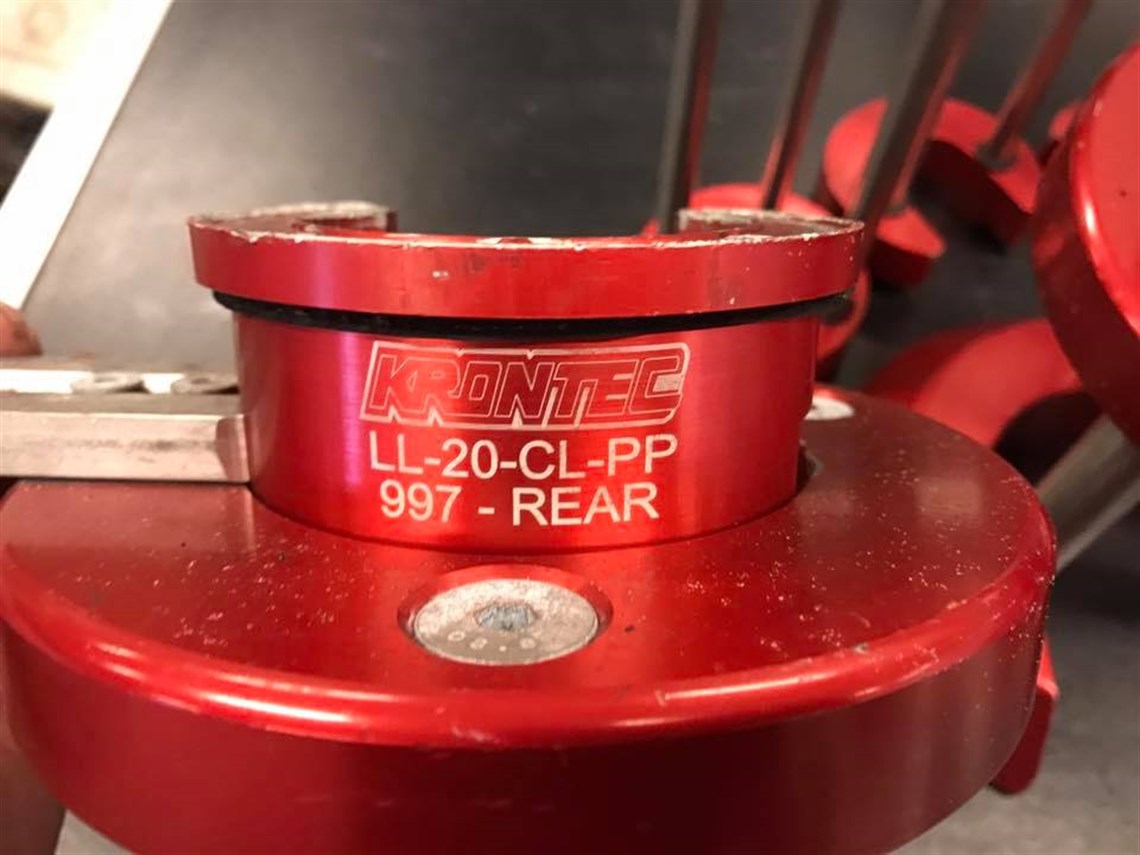 KRONTEC
LL-20-CL-PP
997 - REAR